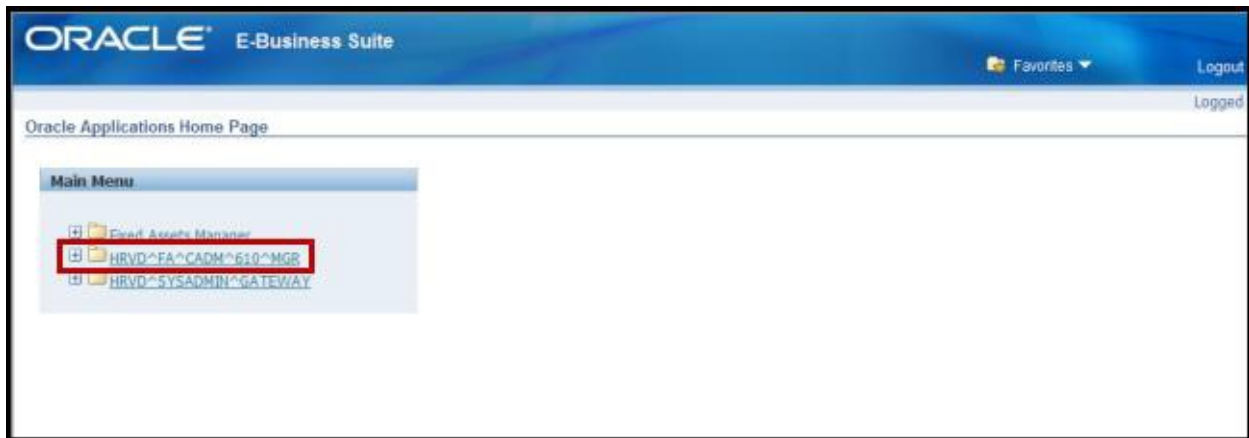 ORACLE® E-Business Suite
Favorites Logout
Logged
Oracle Applications Home Page
Main Menu
Fixed Assets Manager
HRVD^FA^CADM^610^MGR
HRVD^SYSADMIN^GATEWAY